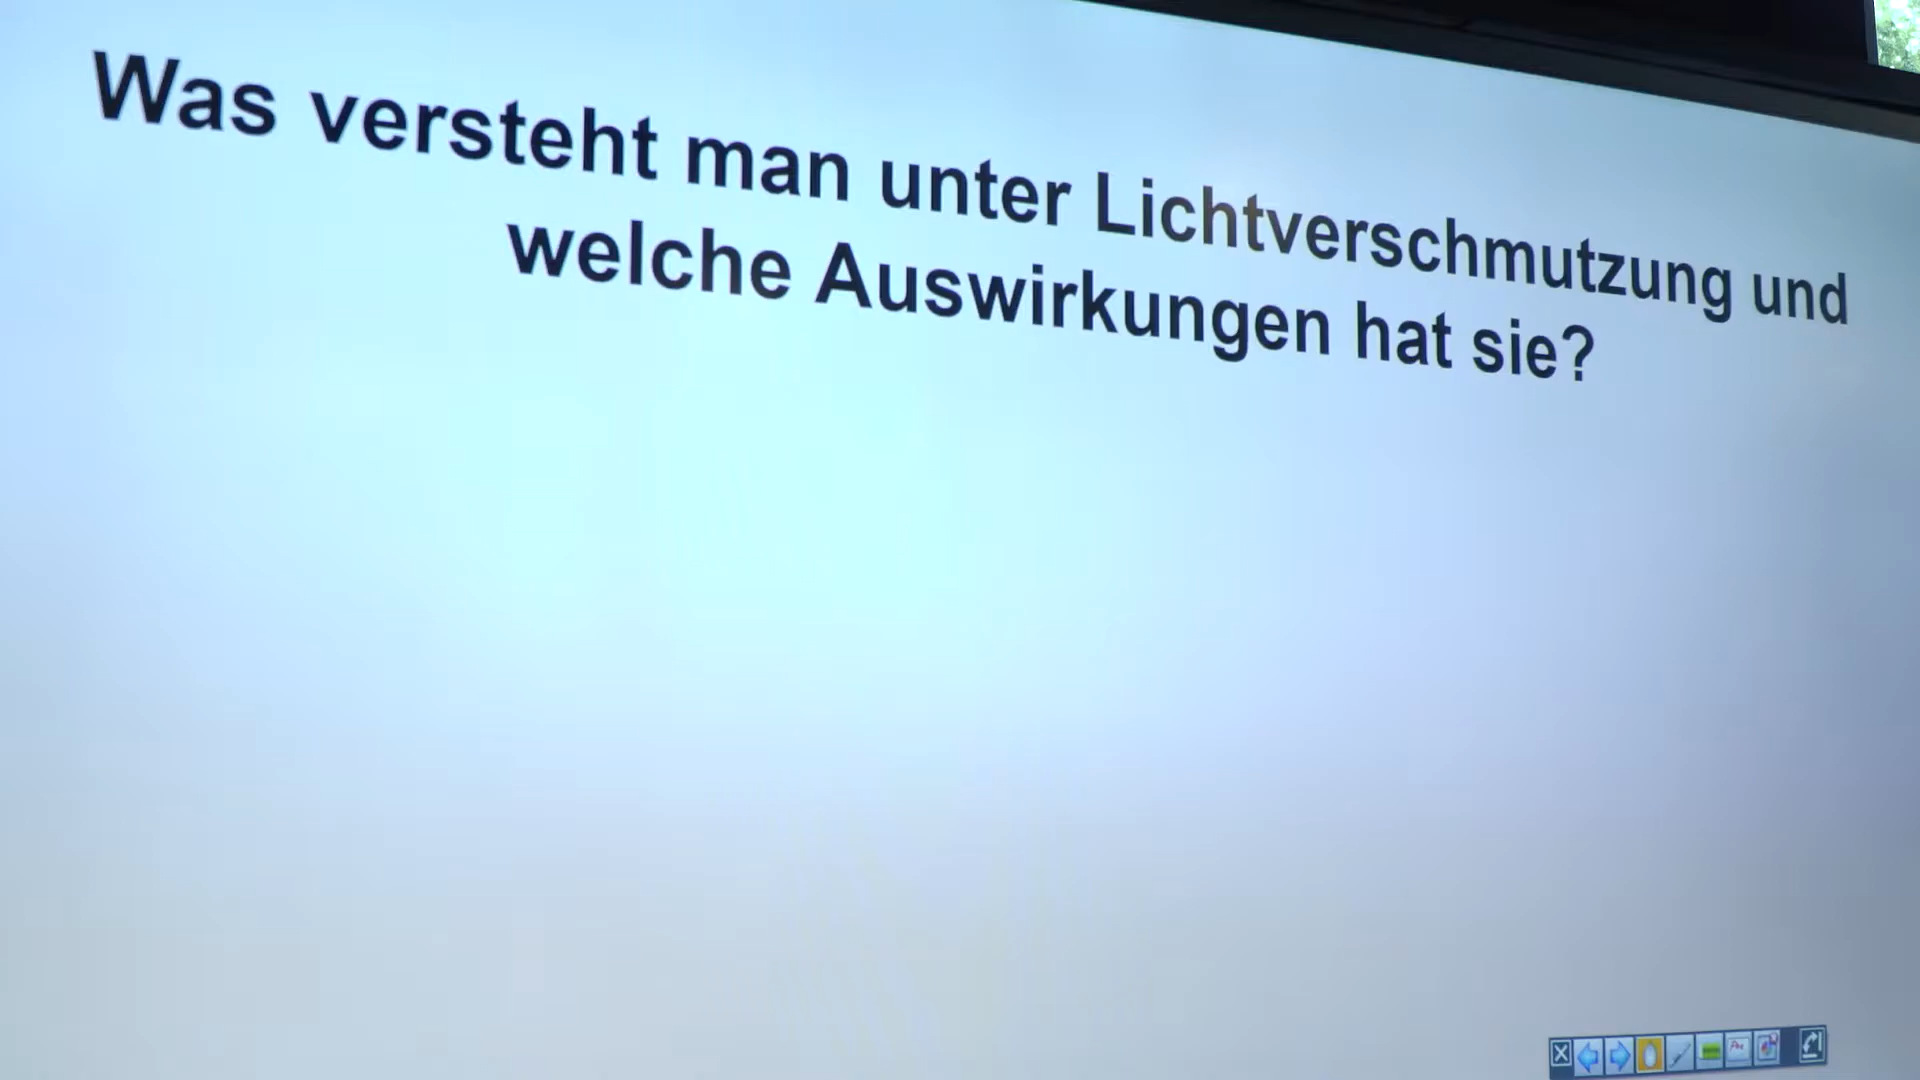 Was versteht man unter Lichtverschmutzung und
welche Auswirkungen hat sie?